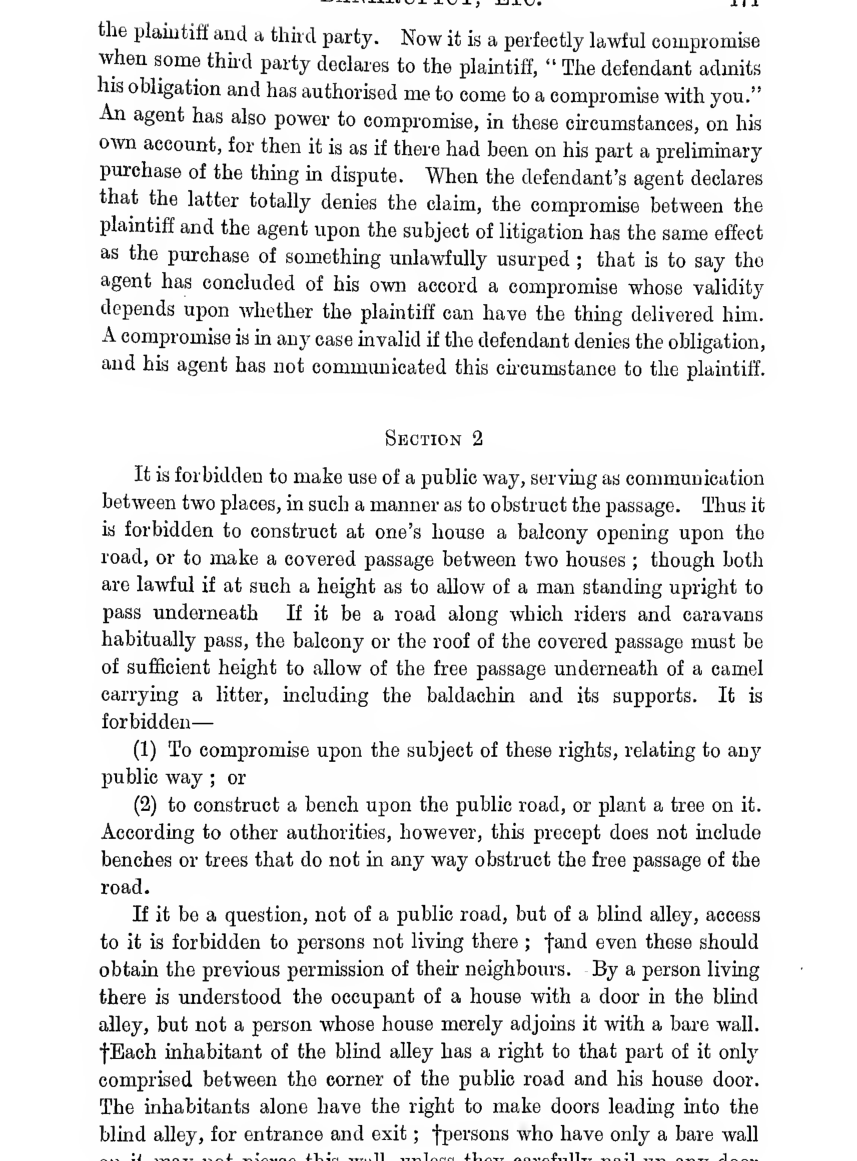 171
the plaintiff and a third party. Now it is a perfectly lawful compromise
when some third party declares to the plaintiff, “ The defendant admits
his obligation and has authorised me to come to a compromise with you.”
An agent has also power to compromise, in these circumstances, on his
own account, for then it is as if there had been on his part a preliminary
purchase of the thing in dispute. When the defendant’s agent declares
that the latter totally denies the claim, the compromise between the
plaintiff and the agent upon the subject of litigation has the same effect
as the purchase of something unlawfully usurped ; that is to say the
agent has concluded of his own accord a compromise whose validity
depends upon whether the plaintiff can have the thing delivered him.
A compromise is in any case invalid if the defendant denies the obligation,
and his agent has not communicated this circumstance to the plaintiff.
SECTION 2
It is forbidden to make use of a public way, serving as communication
between two places, in such a manner as to obstruct the passage. Thus it
is forbidden to construct at one’s house a balcony opening upon the
road, or to make a covered passage between two houses ; though both
are lawful if at such a height as to allow of a man standing upright to
pass underneath If it be a road along which riders and caravans
habitually pass, the balcony or the roof of the covered passage must be
of sufficient height to allow of the free passage underneath of a camel
carrying a litter, including the baldachin and its supports. It is
forbidden—
(1) To compromise upon the subject of these rights, relating to any
public way ; or
(2) to construct a bench upon the public road, or plant a tree on it.
According to other authorities, however, this precept does not include
benches or trees that do not in any way obstruct the free passage of the
road.
If it be a question, not of a public road, but of a blind alley, access
to it is forbidden to persons not living there ; †and even these should
obtain the previous permission of their neighbours. By a person living
there is understood the occupant of a house with a door in the blind
alley, but not a person whose house merely adjoins it with a bare wall.
†Each inhabitant of the blind alley has a right to that part of it only
comprised between the corner of the public road and his house door.
The inhabitants alone have the right to make doors leading into the
blind alley, for entrance and exit ; †persons who have only a bare wall